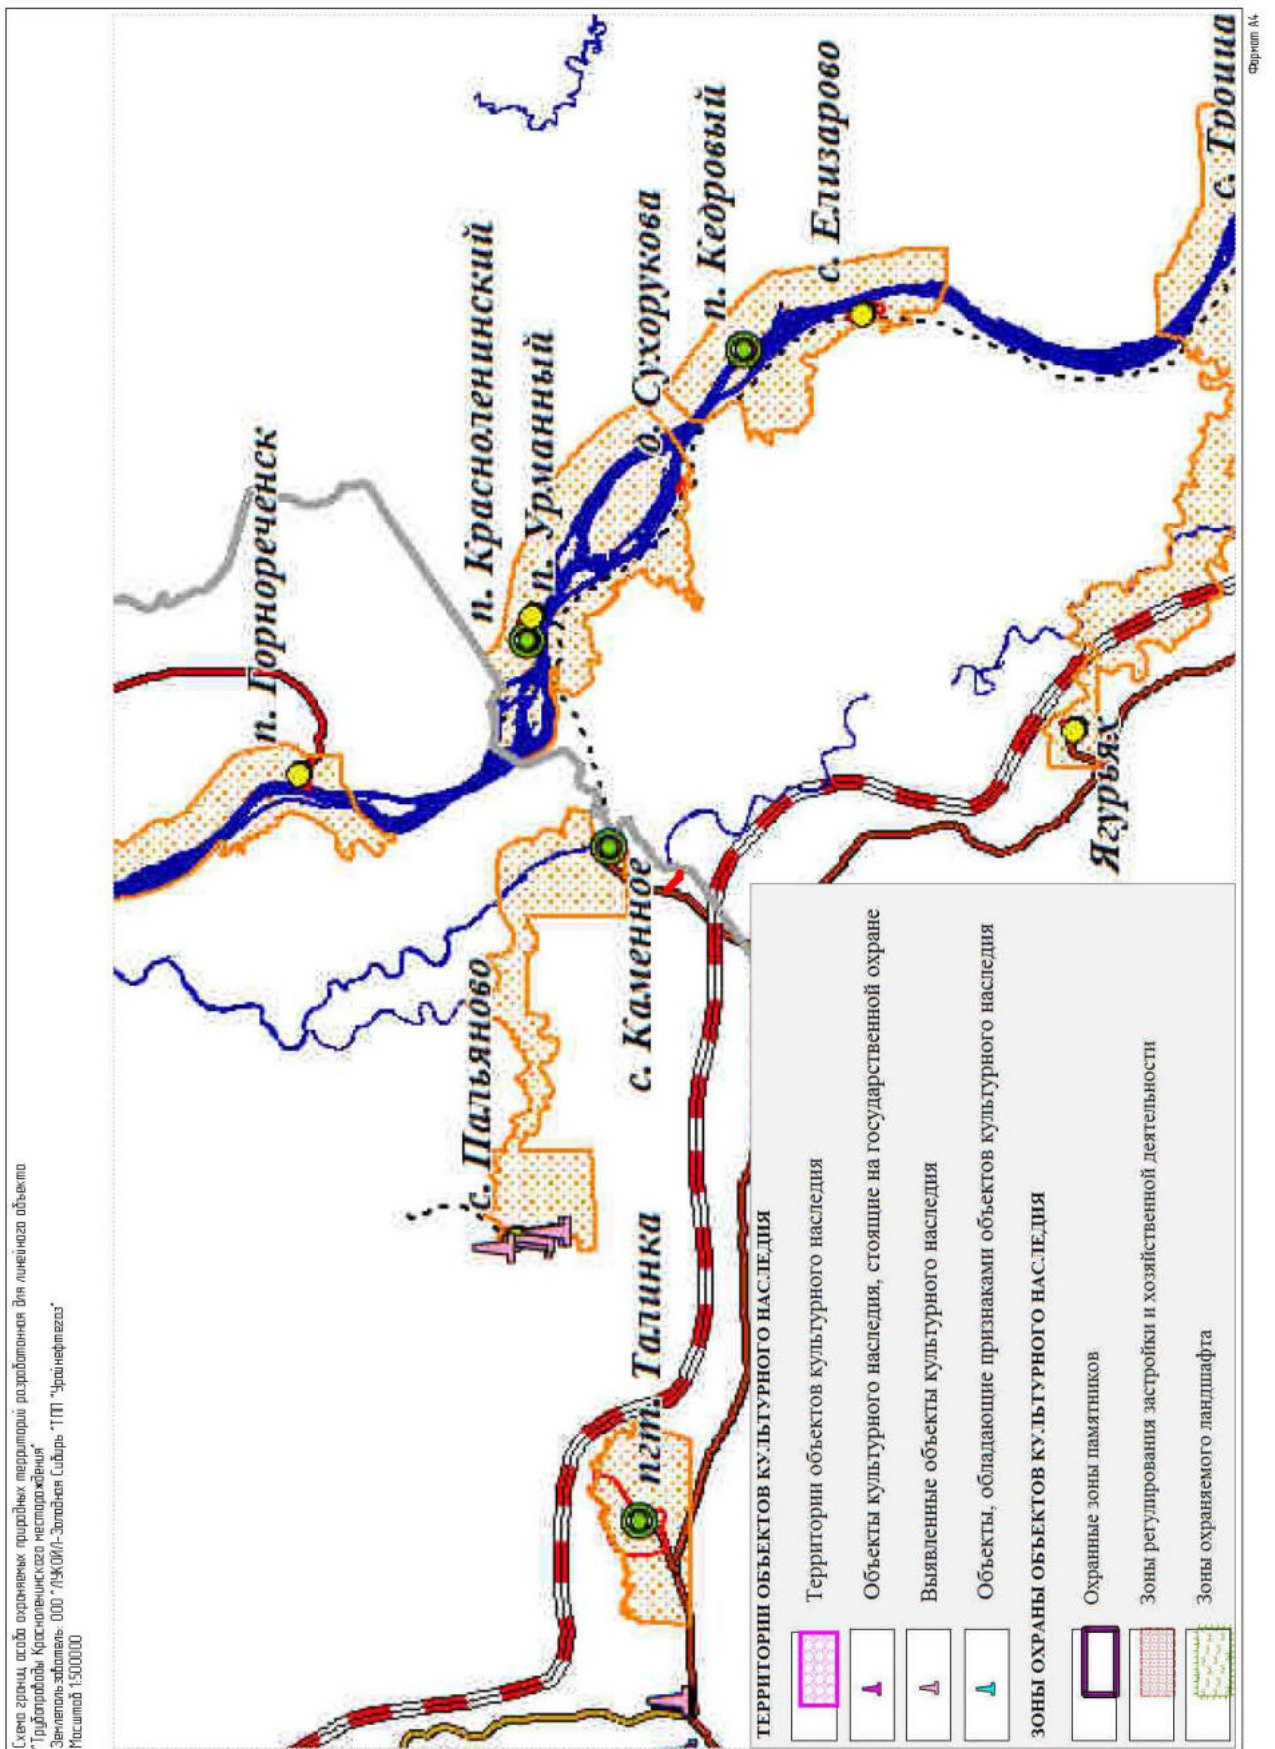 Схема границ особо охраняемых природных территорий разработанная для линейного объекта
"Трубопроводы Красноленинского месторождения"
Землепользователь: ООО "ЛУКОЙЛ-Западная Сибирь "ТПП "Урайнефтегаз"
Масштаб 1:500000
п. Горнореченск
п. Красноленинский
п. Урманный
о. Сухорукова
п. Кедровый
с. Елизарово
с. Троица
с. Пальяново
с. Каменное
пгт. Талинка
Ягурьях
ТЕРРИТОРИИ ОБЪЕКТОВ КУЛЬТУРНОГО НАСЛЕДИЯ
Территории объектов культурного наследия
Объекты культурного наследия, стоящие на государственной охране
Выявленные объекты культурного наследия
Объекты, обладающие признаками объектов культурного наследия
ЗОНЫ ОХРАНЫ ОБЪЕКТОВ КУЛЬТУРНОГО НАСЛЕДИЯ
Охранные зоны памятников
Зоны регулирования застройки и хозяйственной деятельности
Зоны охраняемого ландшафта
Формат А4